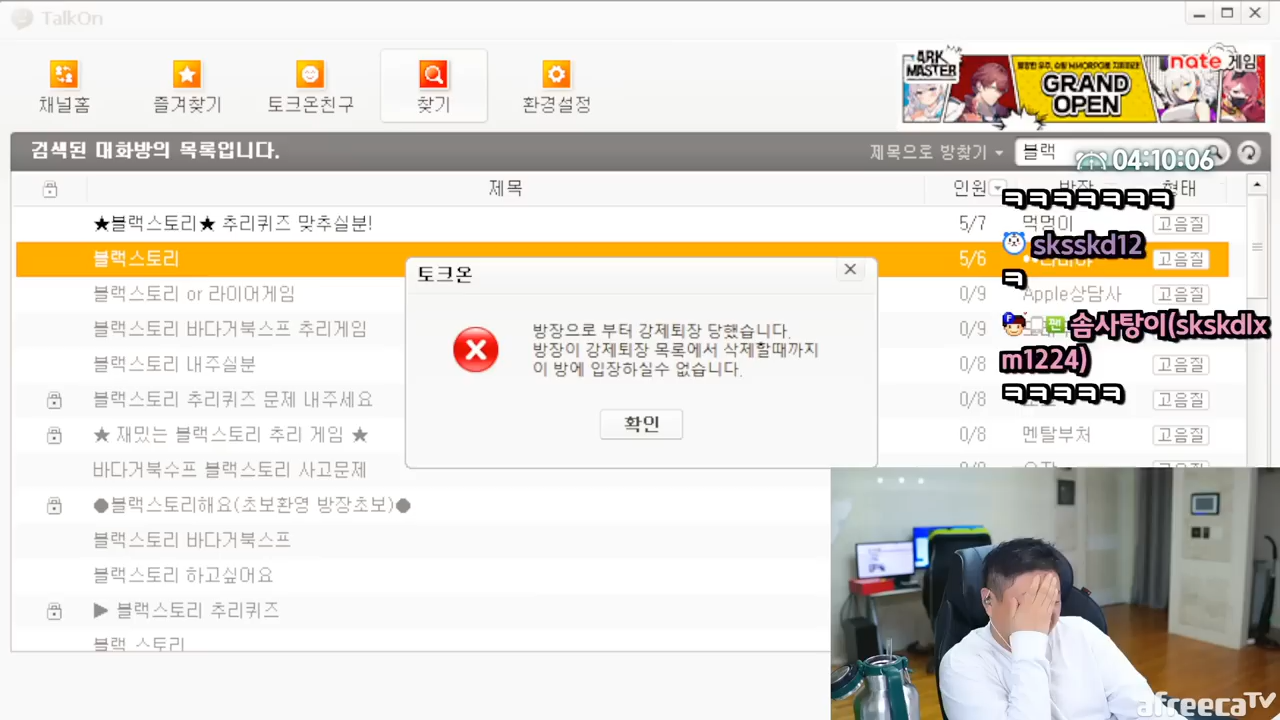 TalkOn
채널홈
즐겨찾기
토크온친구
찾기
환경설정
ARK MASTER
GRAND OPEN
nate 게임
검색된 대화방의 목록입니다.
제목으로 방찾기
블랙
04:10:06
제목
인원
방장
형태
ㅋㅋㅋㅋㅋㅋㅋ
★블랙스토리★ 추리퀴즈 맞추실분!
5/7
먹멍이
고음질
블랙스토리
5/6
고음질
sksskd12
ㅋ
블랙스토리 or 라이어게임
0/9
Apple상담사
고음질
블랙스토리 바다거북스프 추리게임
0/9
팬
솜사탕이(skskdlx
m1224)
ㅋㅋㅋㅋㅋ
블랙스토리 내주실분
0/8
고음질
블랙스토리 추리퀴즈 문제 내주세요
0/8
고음질
★ 재밌는 블랙스토리 추리 게임 ★
0/8
멘탈부처
고음질
바다거북수프 블랙스토리 사고문제
●블랙스토리해요(초보환영 방장초보)●
블랙스토리 바다거북스프
블랙스토리 하고싶어요
▶ 블랙스토리 추리퀴즈
블랙 스토리
토크온
방장으로 부터 강제퇴장 당했습니다.
방장이 강제퇴장 목록에서 삭제할때까지
이 방에 입장하실수 없습니다.
확인
afreecaTV